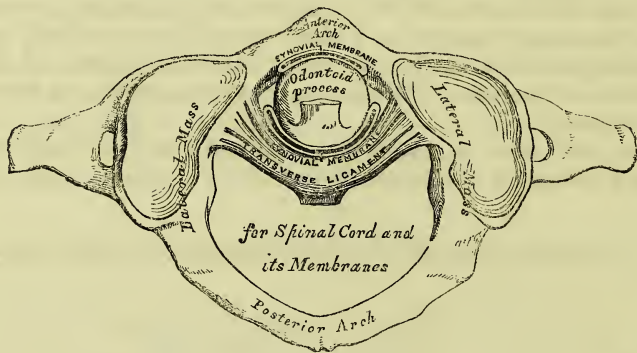 Anterior
Arch
SYNOVIAL MEMBRANE
Odontoid
process
Lateral Mass
Lateral Mass
SYNOVIAL MEMBRAN
TRANSVERSE LIGAMENT
for Spinal Cord and
its Membranes
Posterior Arch